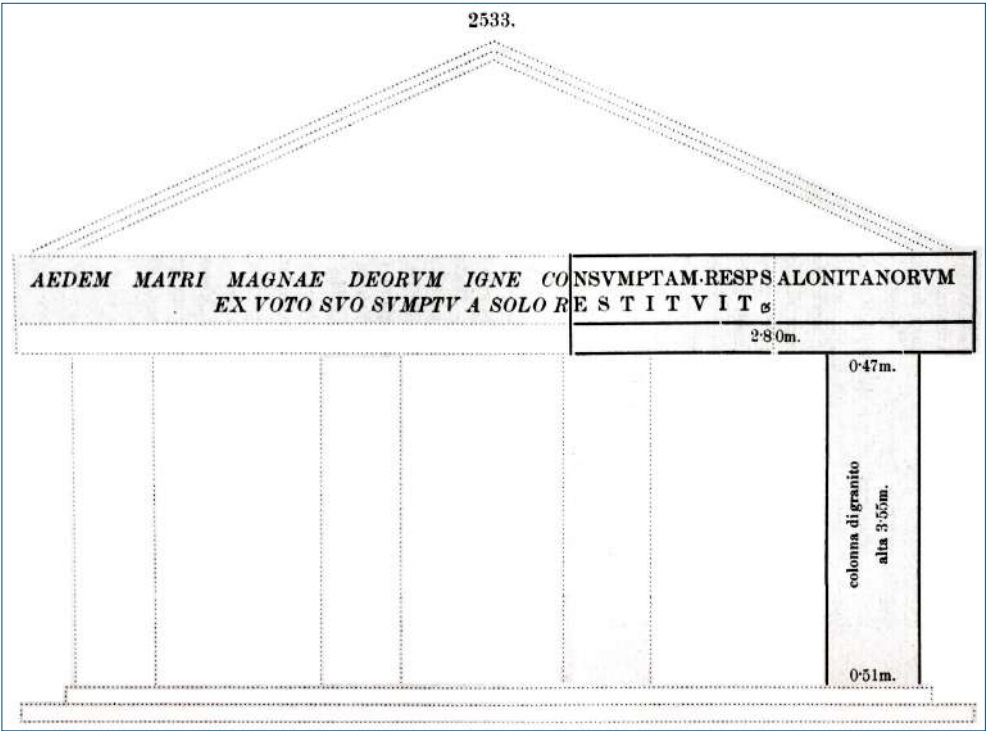 2533.
AEDEM MATRI MAGNAE DEORVM IGNE CONSVMPTAM·RESPSALONITANORVM
EX VOTO SVO SVMPTV A SOLO RESTITVIT
2·80m.
0·47m.
colonna di granito
alta 3·55m.
0·51m.